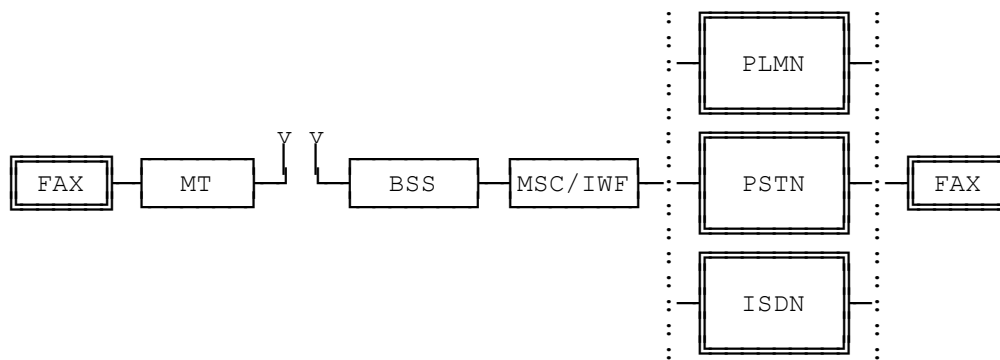 PLMN
V V
FAX MT BSS MSC/IWF PSTN FAX
ISDN